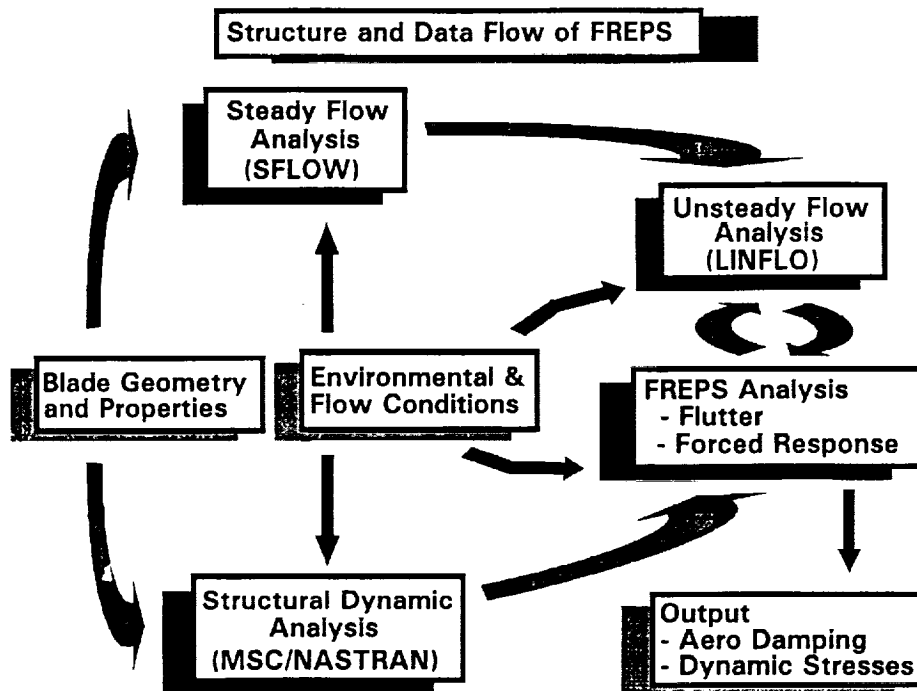 Structure and Data Flow of FREPS
Steady Flow
Analysis
(SFLOW)
Unsteady Flow
Analysis
(LINFLO)
Blade Geometry
and Properties
Environmental &
Flow Conditions
FREPS Analysis
- Flutter
- Forced Response
Structural Dynamic
Analysis
(MSC/NASTRAN)
Output
- Aero Damping
- Dynamic Stresses